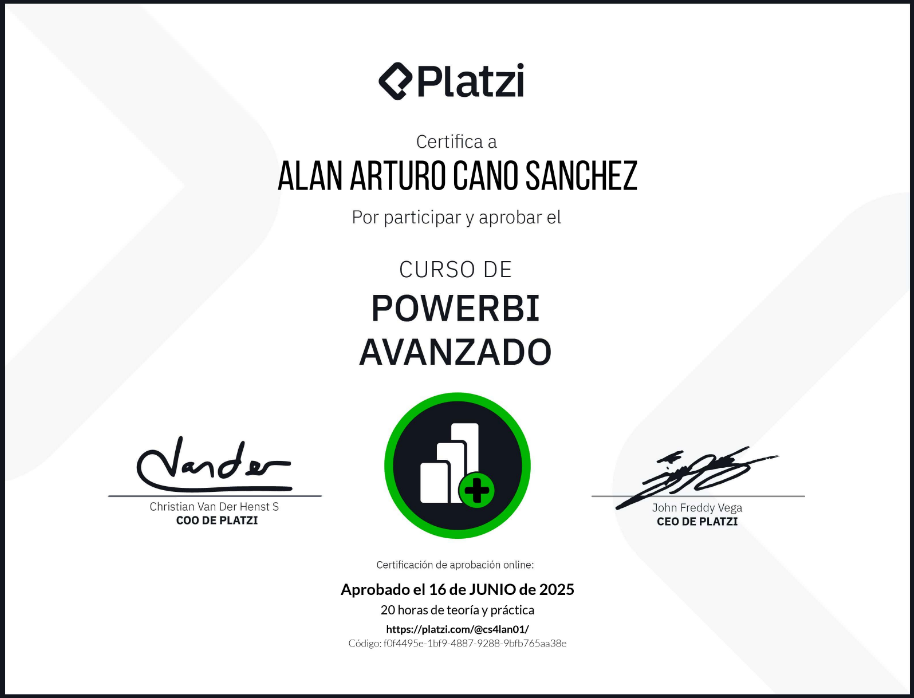 Platzi
Certifica a
ALAN ARTURO CANO SANCHEZ
Por participar y aprobar el
CURSO DE
POWERBI
AVANZADO
Vander
Christian Van Der Henst S
COO DE PLATZI
John Freddy Vega
CEO DE PLATZI
Certificación de aprobación online:
Aprobado el 16 de JUNIO de 2025
20 horas de teoría y práctica
https://platzi.com/@cs4lan01/
Código: f0f4495e-1bf9-4887-9288-9bfb765aa38e